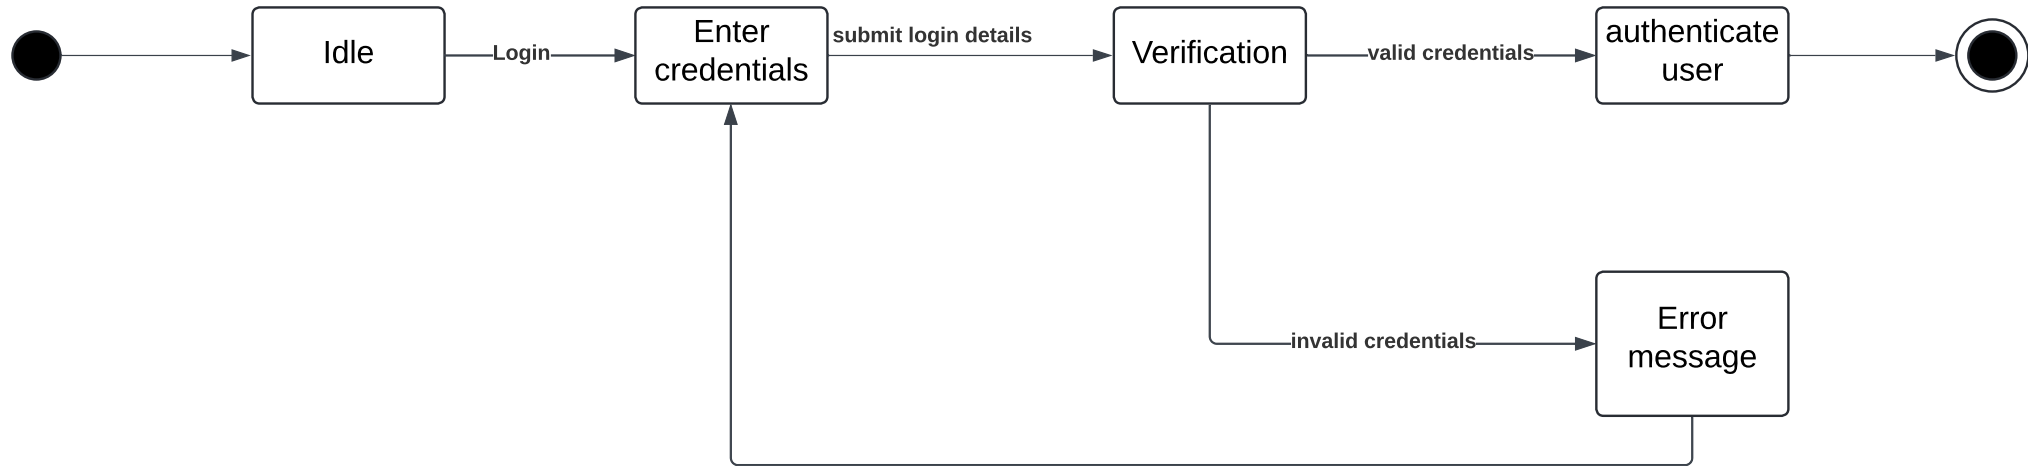 Idle
Login
Enter
credentials
submit login details
Verification
valid credentials
authenticate
user
invalid credentials
Error
message